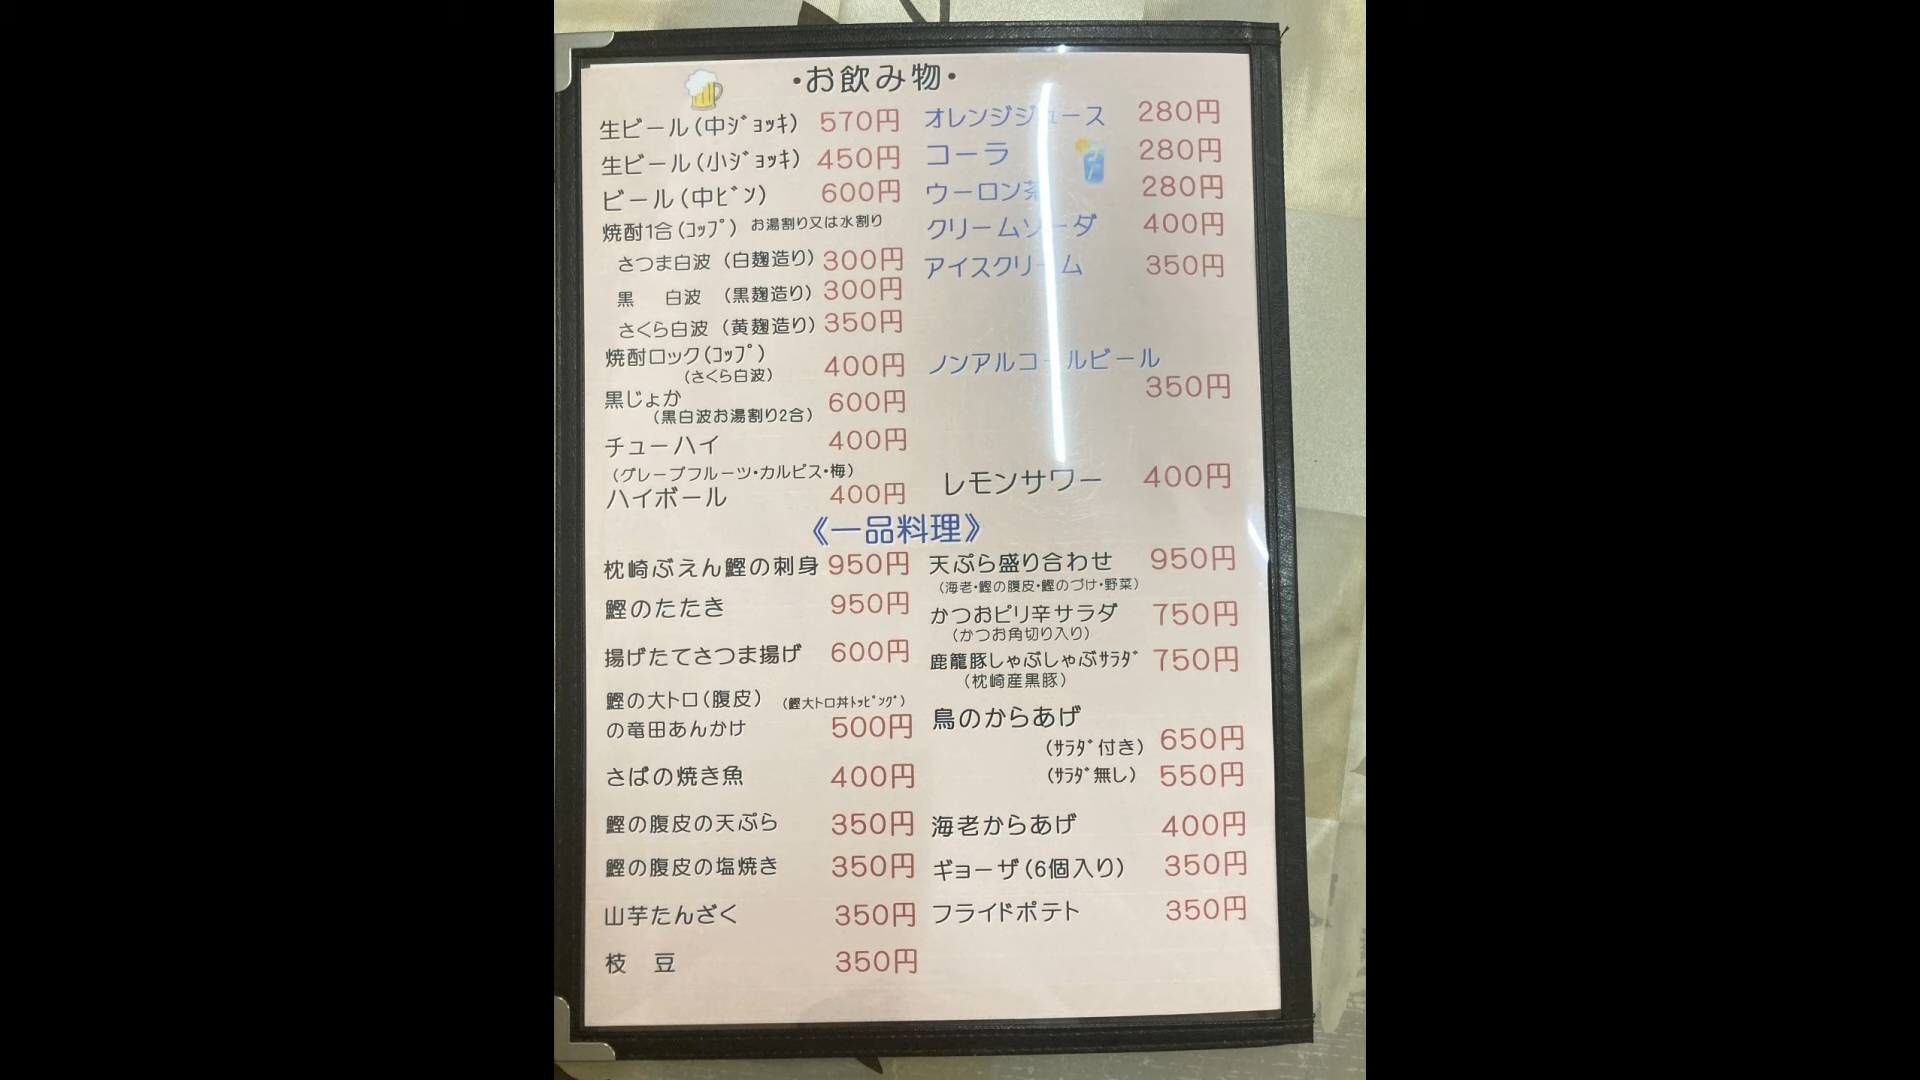 ・お飲み物・
生ビール(中ｼﾞｮｯｷ) 570円
生ビール(小ｼﾞｮｯｷ) 450円
ビール(中ﾋﾞﾝ) 600円
焼酎1合(ｺｯﾌﾟ) お湯割り又は水割り
さつま白波 (白麹造り) 300円
黒 白波 (黒麹造り) 300円
さくら白波 (黄麹造り) 350円
焼酎ロック(ｺｯﾌﾟ)
(さくら白波) 400円
黒じょか
(黒白波お湯割り2合) 600円
チューハイ 400円
(グレープフルーツ・カルピス・梅)
ハイボール 400円
オレンジジュース 280円
コーラ 280円
ウーロン茶 280円
クリームソーダ 400円
アイスクリーム 350円
ノンアルコールビール
350円
レモンサワー 400円
《一品料理》
枕崎ぶえん鰹の刺身 950円
鰹のたたき 950円
揚げたてさつま揚げ 600円
鰹の大トロ(腹皮) (鰹大トロ丼ﾄｯﾋﾟﾝｸﾞ)
の竜田あんかけ 500円
さばの焼き魚 400円
鰹の腹皮の天ぷら 350円
鰹の腹皮の塩焼き 350円
山芋たんざく 350円
枝 豆 350円
天ぷら盛り合わせ 950円
(海老・鰹の腹皮・鰹のづけ・野菜)
かつおピリ辛サラダ 750円
(かつお角切り入り)
鹿籠豚しゃぶしゃぶｻﾗﾀﾞ 750円
(枕崎産黒豚)
鳥のからあげ
(ｻﾗﾀﾞ付き) 650円
(ｻﾗﾀﾞ無し) 550円
海老からあげ 400円
ギョーザ(6個入り) 350円
フライドポテト 350円